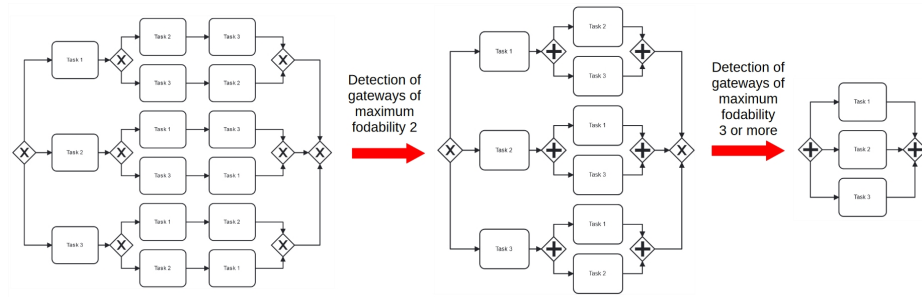 Task 2
Task 3
Task 1
Task 3
Task 2
Task 1
Task 3
Task 2
Task 3
Task 1
Task 1
Task 2
Task 3
Task 2
Task 1
Detection of
gateways of
maximum
fodability 2
Task 2
Task 1
Task 3
Task 1
Task 2
Task 3
Task 1
Task 3
Task 2
Detection of
gateways of
maximum
fodability
3 or more
Task 1
Task 2
Task 3